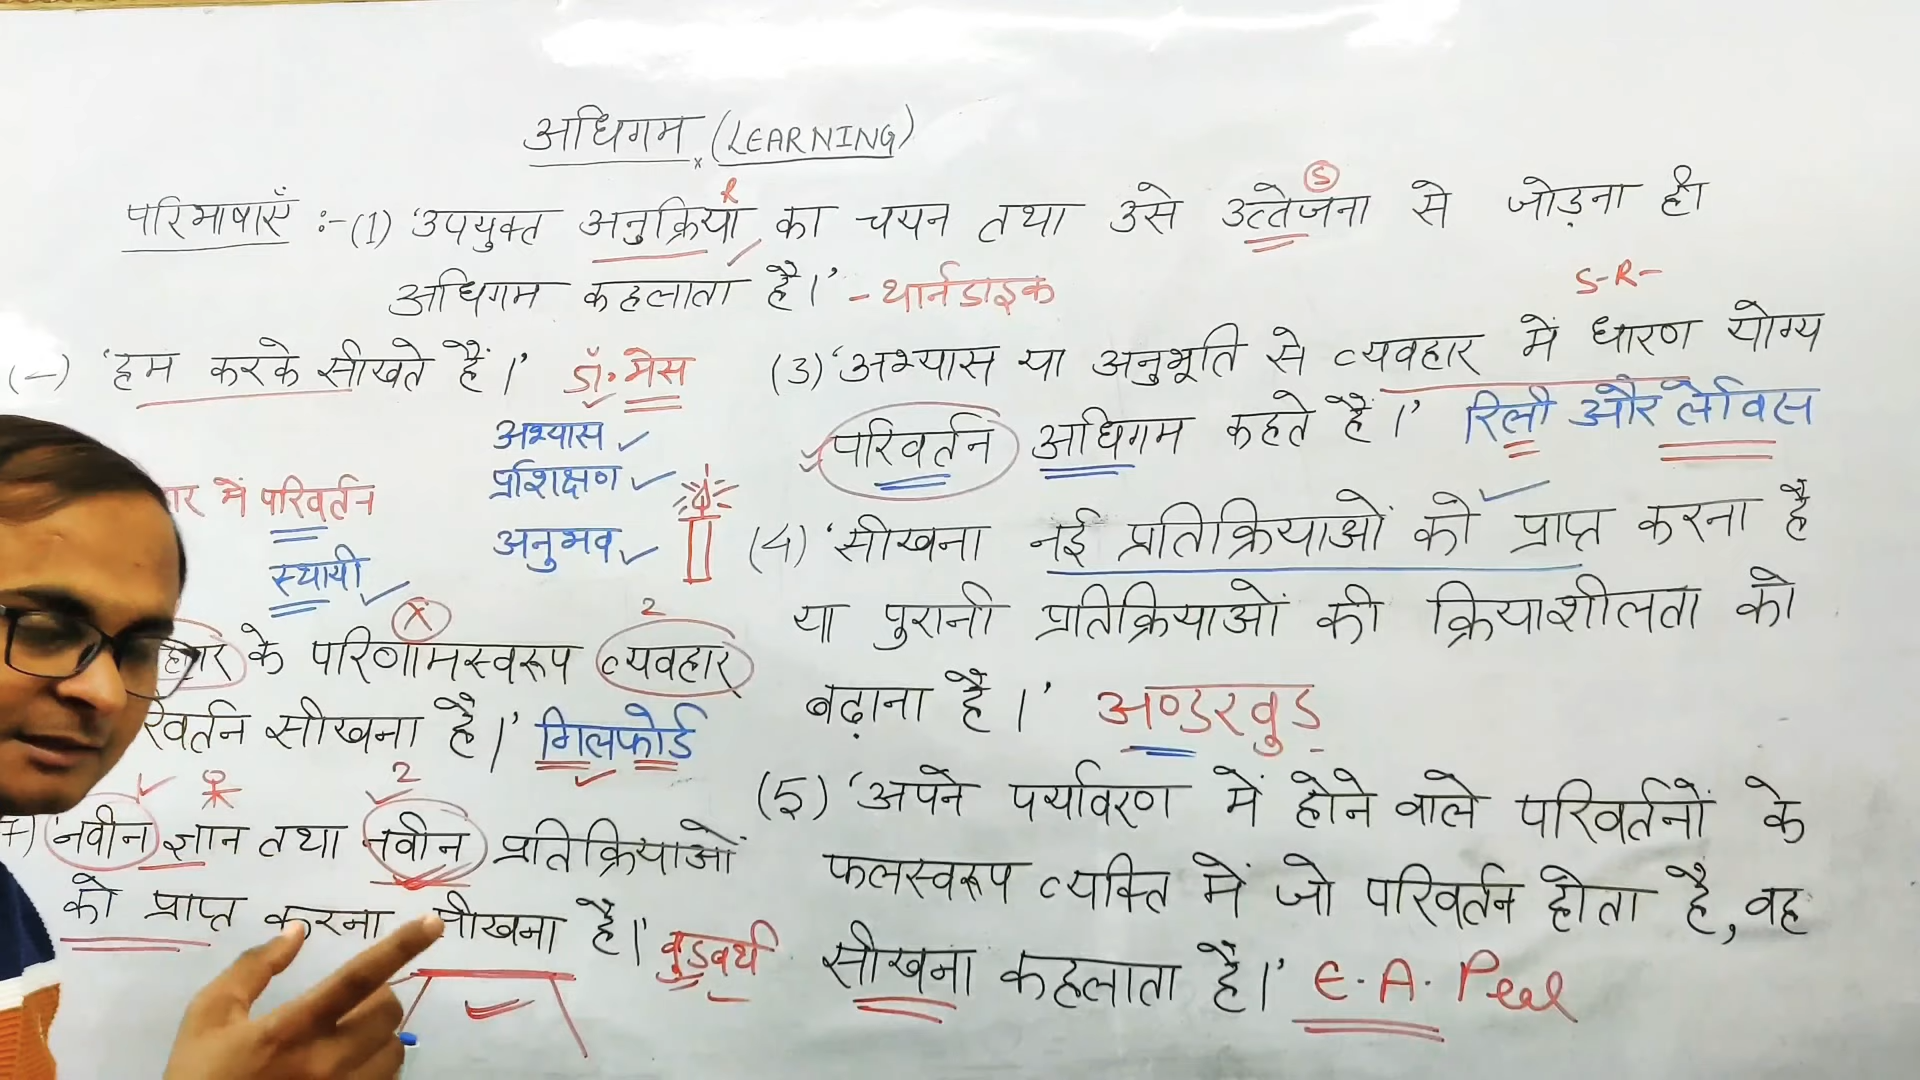 अधिगम (LEARNING)
परिभाषाएँ :- (1) 'उपयुक्त अनुक्रिया का चयन तथा उसे उत्तेजना से जोड़ना ही
R
S
अधिगम कहलाता है।' - थार्नडाइक
S-R-
(-) 'हम करके सीखते हैं।' डॉ. मेस
अभ्यास
प्रशिक्षण
अनुभव
में परिवर्तन
स्थायी
X
2
के परिणामस्वरूप व्यवहार
सीखना है।' गिलफोर्ड
2
7) 'नवीन ज्ञान तथा नवीन प्रतिक्रियाओं
को प्राप्त करना सीखना है।' वुडवर्थ
(3) 'अभ्यास या अनुभूति से व्यवहार में धारण योग्य
परिवर्तन अधिगम कहते हैं।' रिली और लेविस
(4) 'सीखना नई प्रतिक्रियाओं को प्राप्त करना है
या पुरानी प्रतिक्रियाओं की क्रियाशीलता को
बढ़ाना है।' अण्डरवुड
(5) 'अपने पर्यावरण में होने वाले परिवर्तनों के
फलस्वरूप व्यक्ति में जो परिवर्तन होता है, वह
सीखना कहलाता है।' E. A. Peel